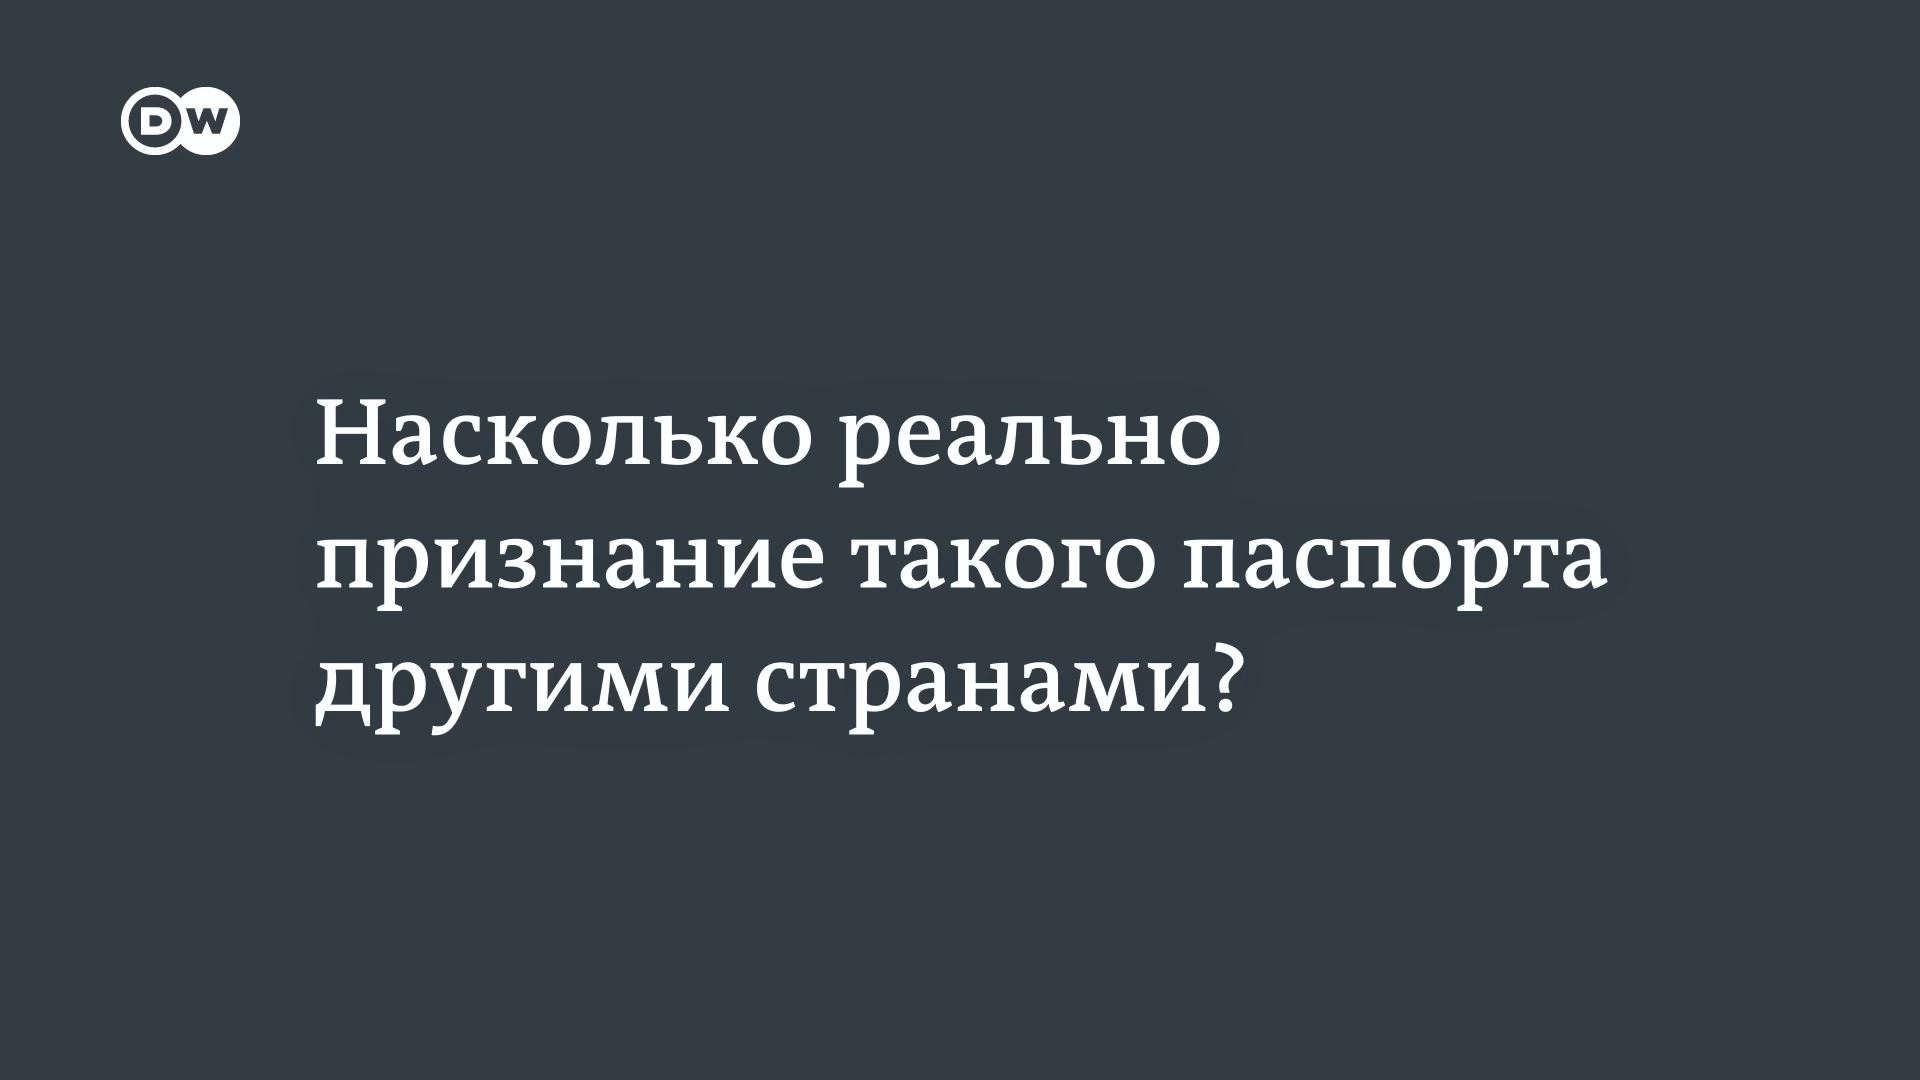 DW
Насколько реально
признание такого паспорта
другими странами?